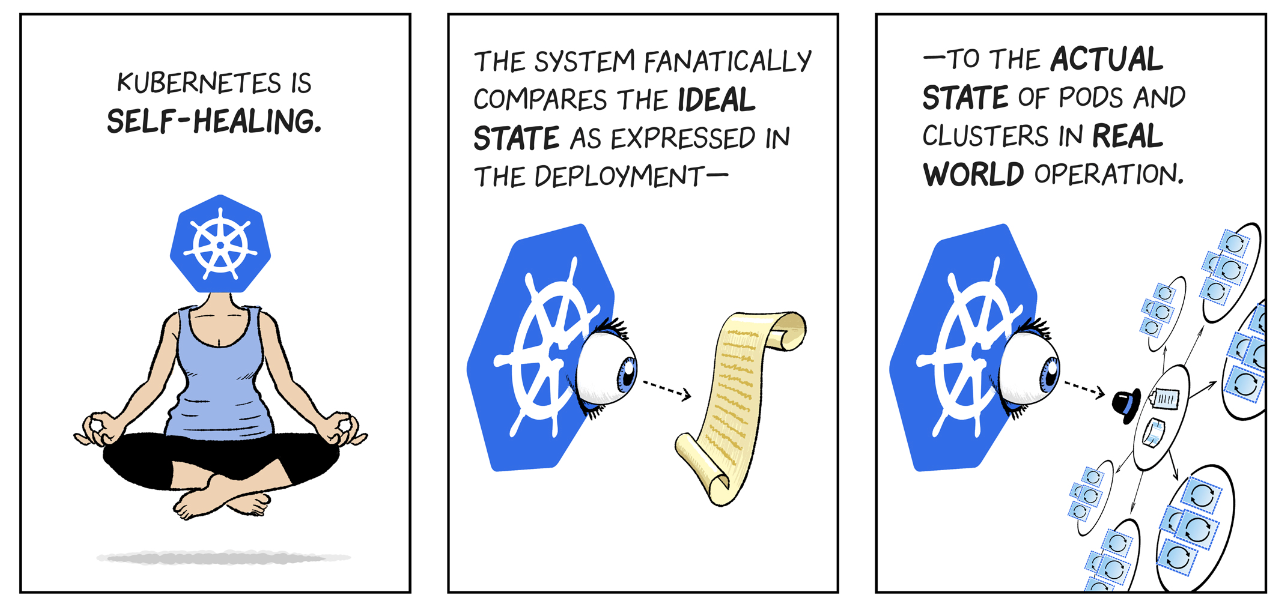 KUBERNETES IS
SELF-HEALING.
THE SYSTEM FANATICALLY
COMPARES THE IDEAL
STATE AS EXPRESSED IN
THE DEPLOYMENT—
—TO THE ACTUAL
STATE OF PODS AND
CLUSTERS IN REAL
WORLD OPERATION.